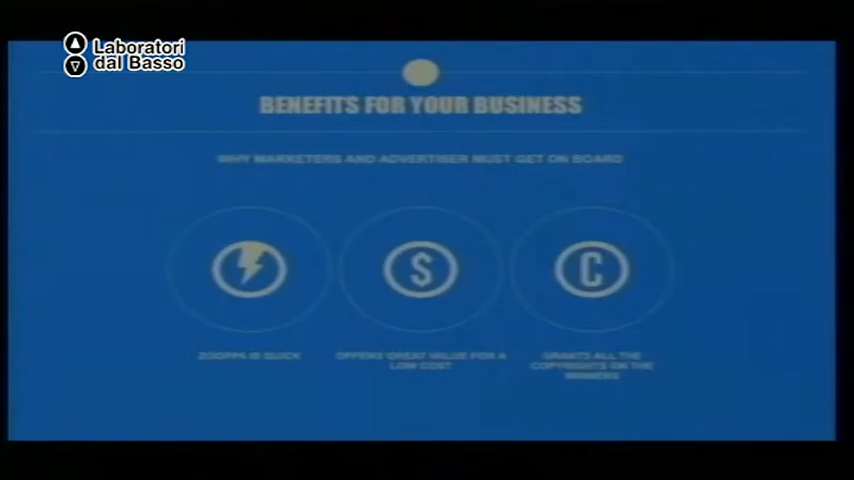 Laboratori
dal Basso
BENEFITS FOR YOUR BUSINESS
WHY MARKETERS AND ADVERTISER MUST GET ON BOARD
S
C
ZOOPPA IS QUICK
OFFERS GREAT VALUE FOR A
LOW COST
GRANTS ALL THE
COPYRIGHTS ON THE
WINNERS